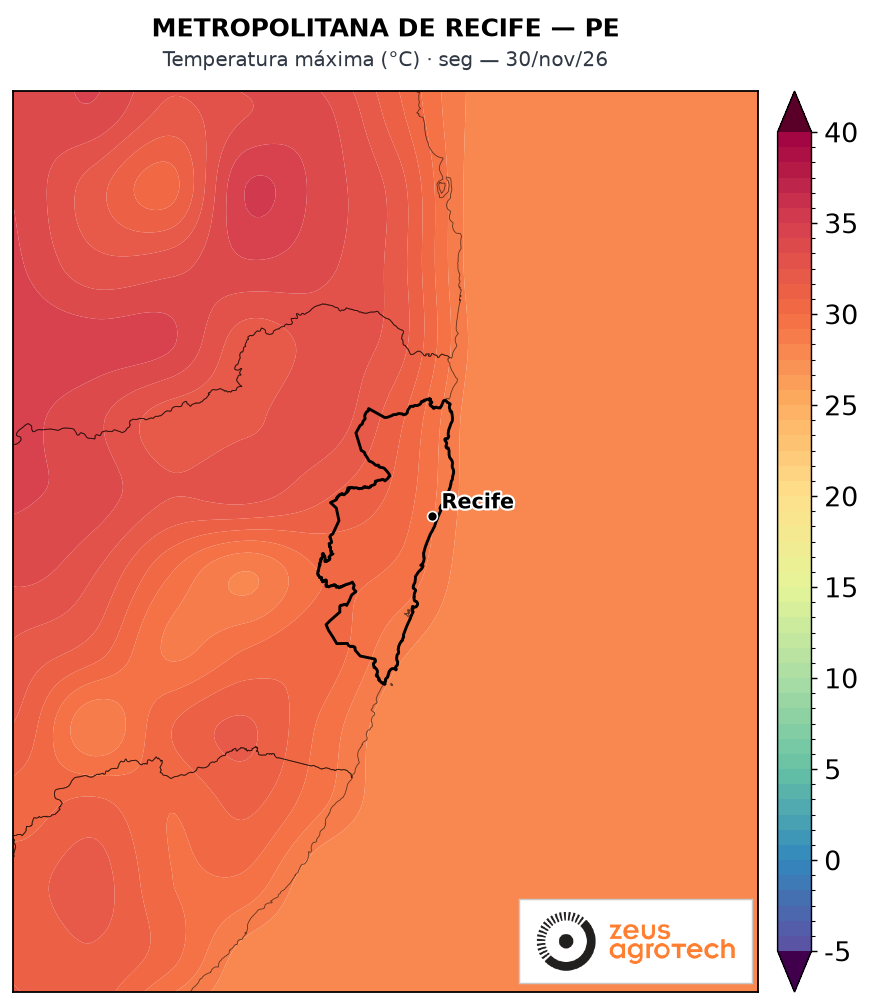 METROPOLITANA DE RECIFE — PE
Temperatura máxima (°C) · seg — 30/nov/26
40
35
30
25
20
15
10
5
0
-5
Recife
zeus
agrotech